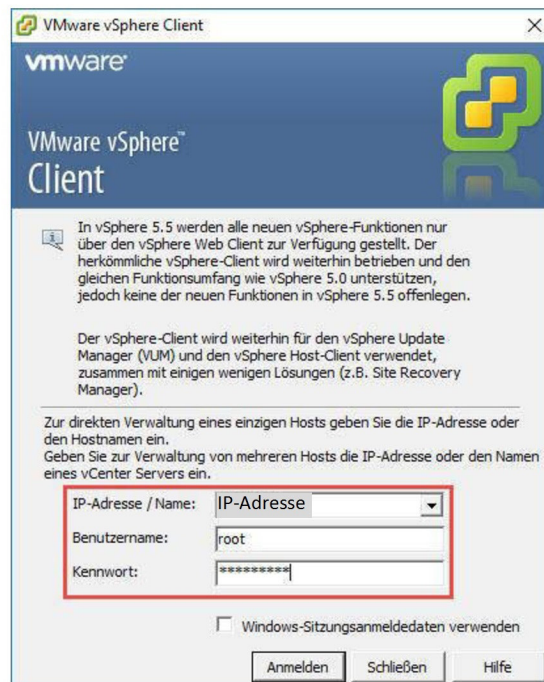 VMware vSphere Client
vmware®
VMware vSphere™
Client
In vSphere 5.5 werden alle neuen vSphere-Funktionen nur
über den vSphere Web Client zur Verfügung gestellt. Der
herkömmliche vSphere-Client wird weiterhin betrieben und den
gleichen Funktionsumfang wie vSphere 5.0 unterstützen,
jedoch keine der neuen Funktionen in vSphere 5.5 offenlegen.
Der vSphere-Client wird weiterhin für den vSphere Update
Manager (VUM) und den vSphere Host-Client verwendet,
zusammen mit einigen wenigen Lösungen (z.B. Site Recovery
Manager).
Zur direkten Verwaltung eines einzigen Hosts geben Sie die IP-Adresse oder
den Hostnamen ein.
Geben Sie zur Verwaltung von mehreren Hosts die IP-Adresse oder den Namen
eines vCenter Servers ein.
IP-Adresse / Name: IP-Adresse
Benutzername: root
Kennwort: *********
Windows-Sitzungsanmeldedaten verwenden
Anmelden Schließen Hilfe